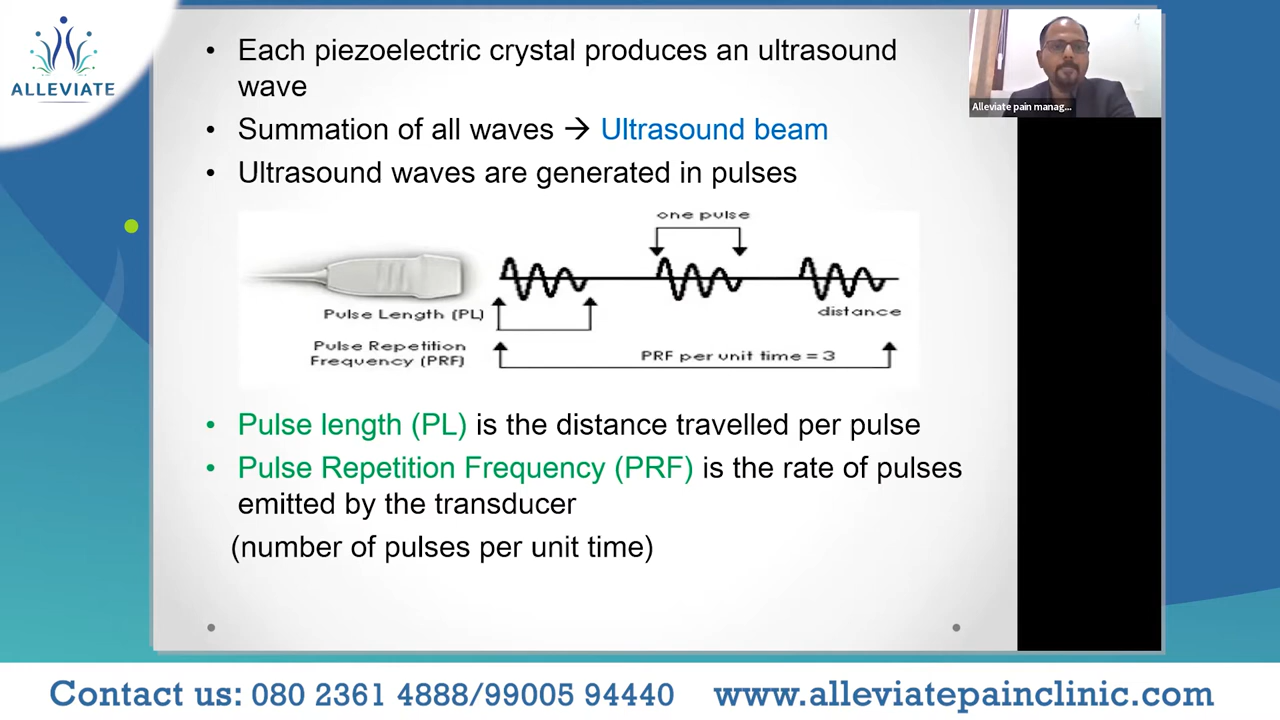 ALLEVIATE
• Each piezoelectric crystal produces an ultrasound
wave
• Summation of all waves → Ultrasound beam
• Ultrasound waves are generated in pulses
Alleviate pain manag...
one pulse
distance
Pulse Length (PL)
Pulse Repetition
Frequency (PRF)
PRF per unit time = 3
• Pulse length (PL) is the distance travelled per pulse
• Pulse Repetition Frequency (PRF) is the rate of pulses
emitted by the transducer
(number of pulses per unit time)
Contact us: 080 2361 4888/99005 94440 www.alleviatepainclinic.com